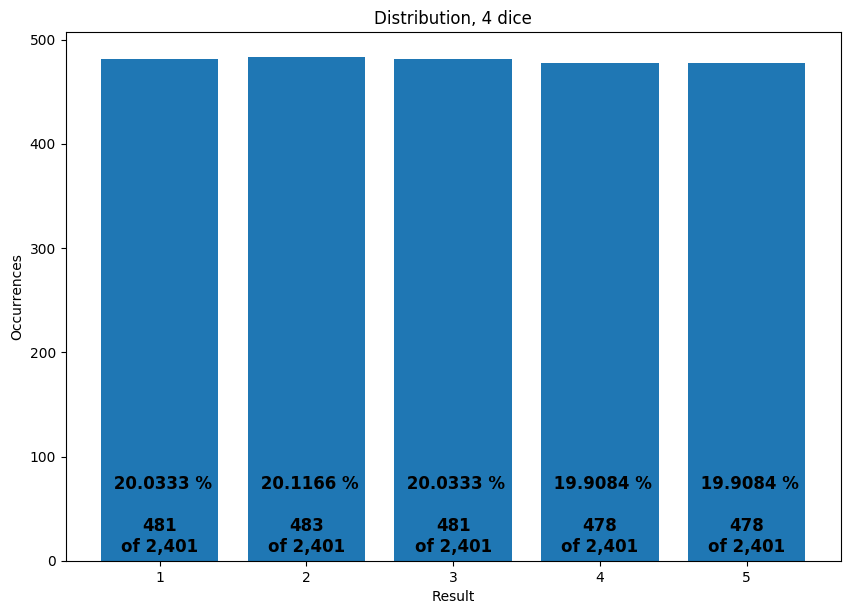 Distribution, 4 dice
500
400
300
200
100
0
Occurrences
20.0333 %
481
of 2,401
20.1166 %
483
of 2,401
20.0333 %
481
of 2,401
19.9084 %
478
of 2,401
19.9084 %
478
of 2,401
1
2
3
4
5
Result